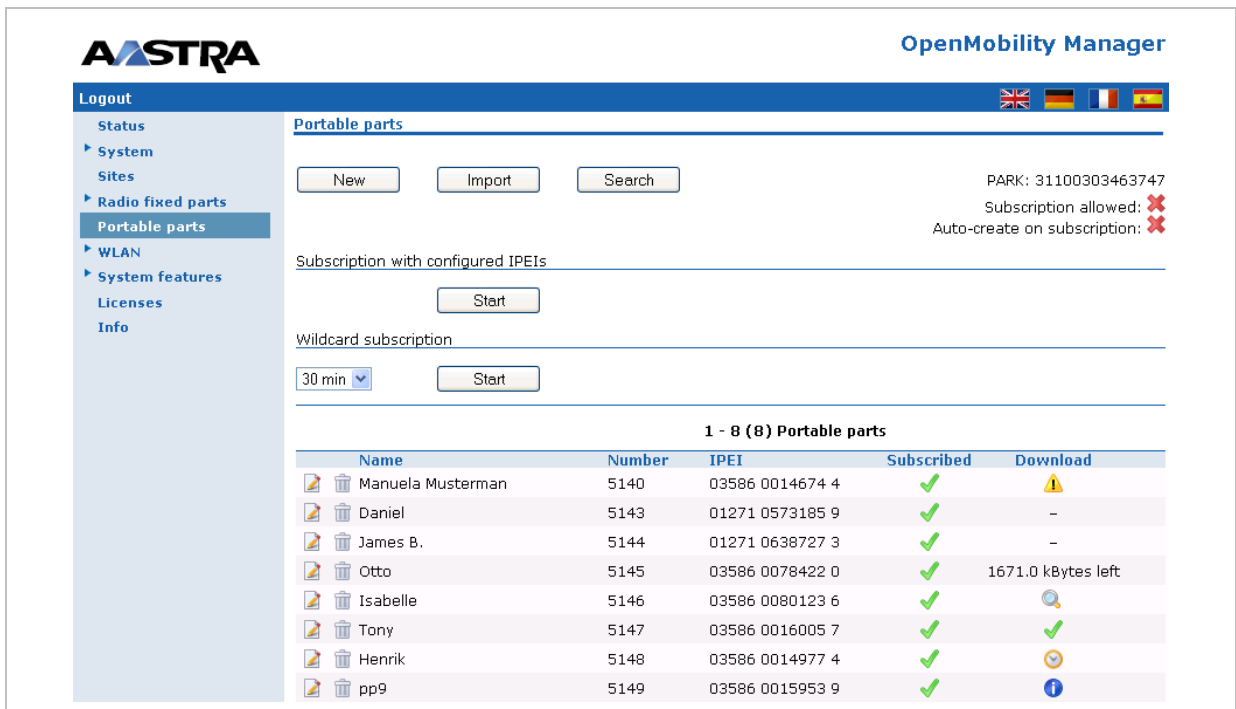 AASTRA
OpenMobility Manager
Logout
Status
System
Sites
Radio fixed parts
Portable parts
WLAN
System features
Licenses
Info
Portable parts
New Import Search
PARK: 31100303463747
Subscription allowed:
Auto-create on subscription:
Subscription with configured IPEIs
Start
Wildcard subscription
30 min Start
1 - 8 (8) Portable parts
Name Number IPEI Subscribed Download
Manuela Musterman 5140 03586 0014674 4
Daniel 5143 01271 0573185 9 –
James B. 5144 01271 0638727 3 –
Otto 5145 03586 0078422 0 1671.0 kBytes left
Isabelle 5146 03586 0080123 6
Tony 5147 03586 0016005 7
Henrik 5148 03586 0014977 4
pp9 5149 03586 0015953 9